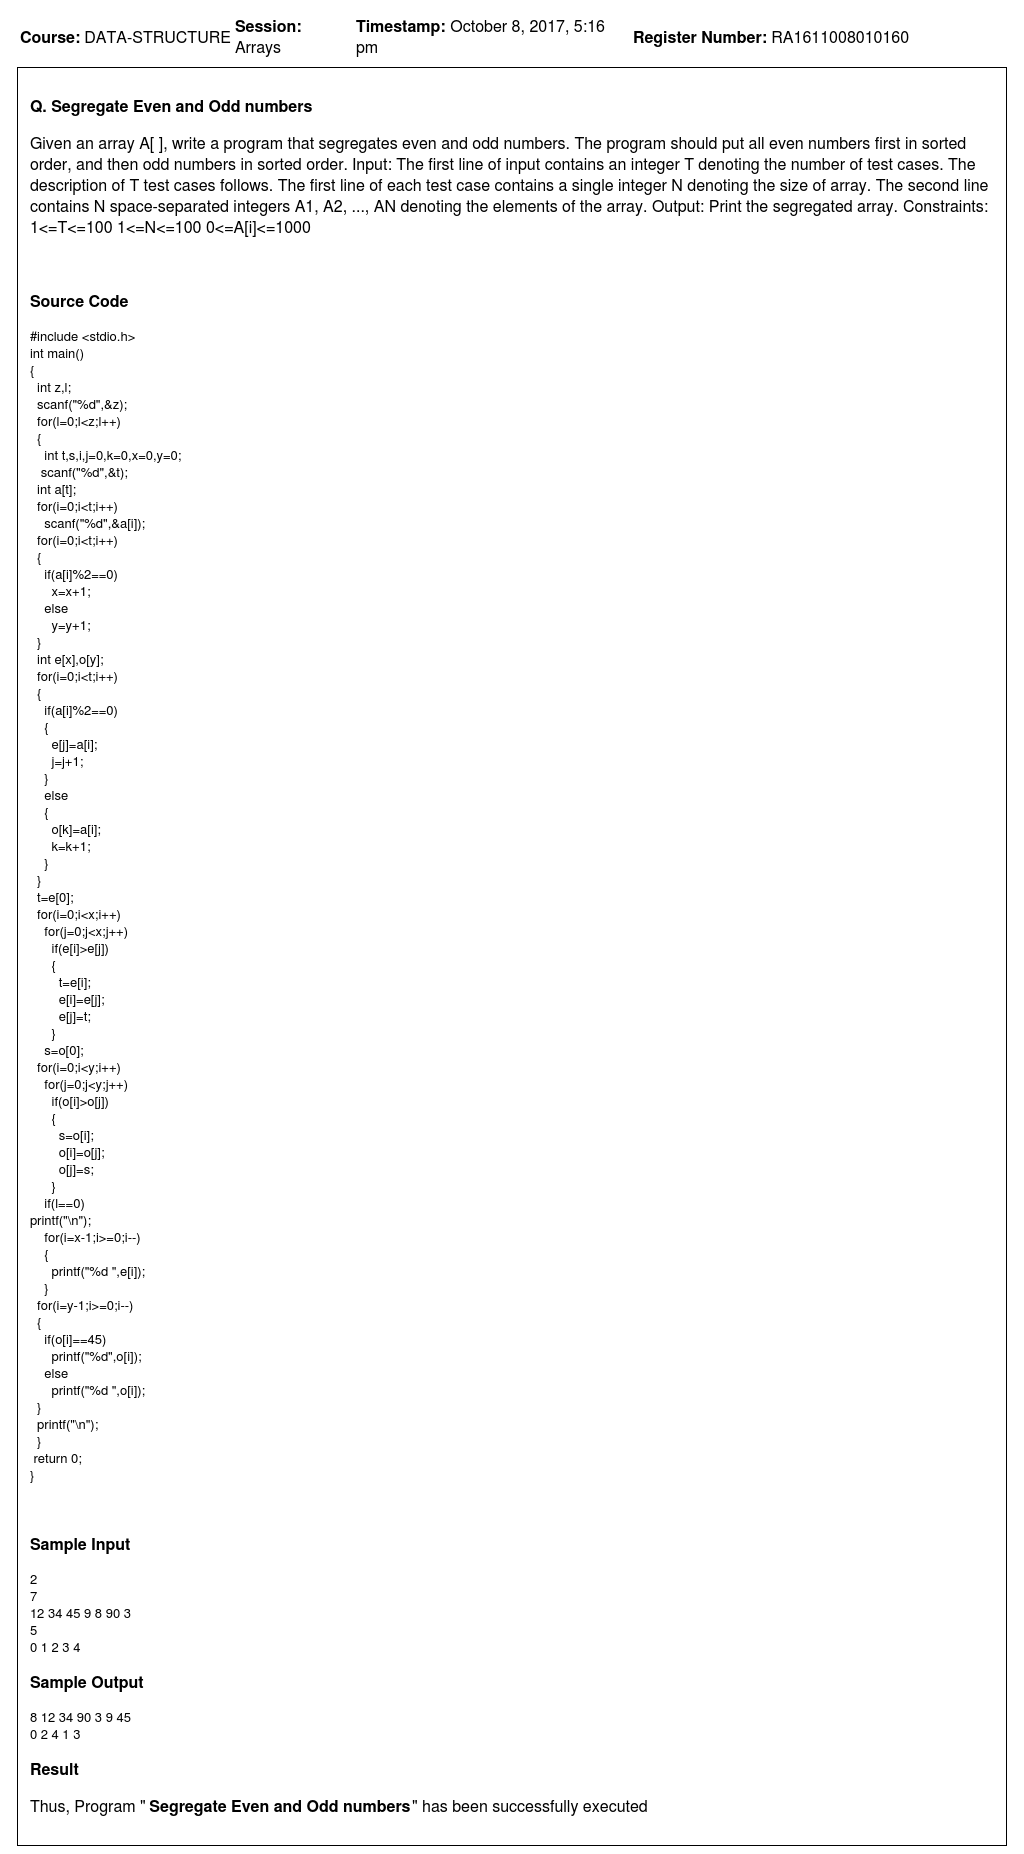 Course: DATA-STRUCTURE Session: Arrays Timestamp: October 8, 2017, 5:16 pm Register Number: RA1611008010160
Q. Segregate Even and Odd numbers
Given an array A[ ], write a program that segregates even and odd numbers. The program should put all even numbers first in sorted
order, and then odd numbers in sorted order. Input: The first line of input contains an integer T denoting the number of test cases. The
description of T test cases follows. The first line of each test case contains a single integer N denoting the size of array. The second line
contains N space-separated integers A1, A2, ..., AN denoting the elements of the array. Output: Print the segregated array. Constraints:
1<=T<=100 1<=N<=100 0<=A[i]<=1000
Source Code
#include <stdio.h>
int main()
{
int z,l;
scanf("%d",&z);
for(l=0;l<z;l++)
{
int t,s,i,j=0,k=0,x=0,y=0;
scanf("%d",&t);
int a[t];
for(i=0;i<t;i++)
scanf("%d",&a[i]);
for(i=0;i<t;i++)
{
if(a[i]%2==0)
x=x+1;
else
y=y+1;
}
int e[x],o[y];
for(i=0;i<t;i++)
{
if(a[i]%2==0)
{
e[j]=a[i];
j=j+1;
}
else
{
o[k]=a[i];
k=k+1;
}
}
t=e[0];
for(i=0;i<x;i++)
for(j=0;j<x;j++)
if(e[i]>e[j])
{
t=e[i];
e[i]=e[j];
e[j]=t;
}
s=o[0];
for(i=0;i<y;i++)
for(j=0;j<y;j++)
if(o[i]>o[j])
{
s=o[i];
o[i]=o[j];
o[j]=s;
}
if(l==0)
printf("\n");
for(i=x-1;i>=0;i--)
{
printf("%d ",e[i]);
}
for(i=y-1;i>=0;i--)
{
if(o[i]==45)
printf("%d",o[i]);
else
printf("%d ",o[i]);
}
printf("\n");
}
return 0;
}
Sample Input
2
7
12 34 45 9 8 90 3
5
0 1 2 3 4
Sample Output
8 12 34 90 3 9 45
0 2 4 1 3
Result
Thus, Program " Segregate Even and Odd numbers" has been successfully executed